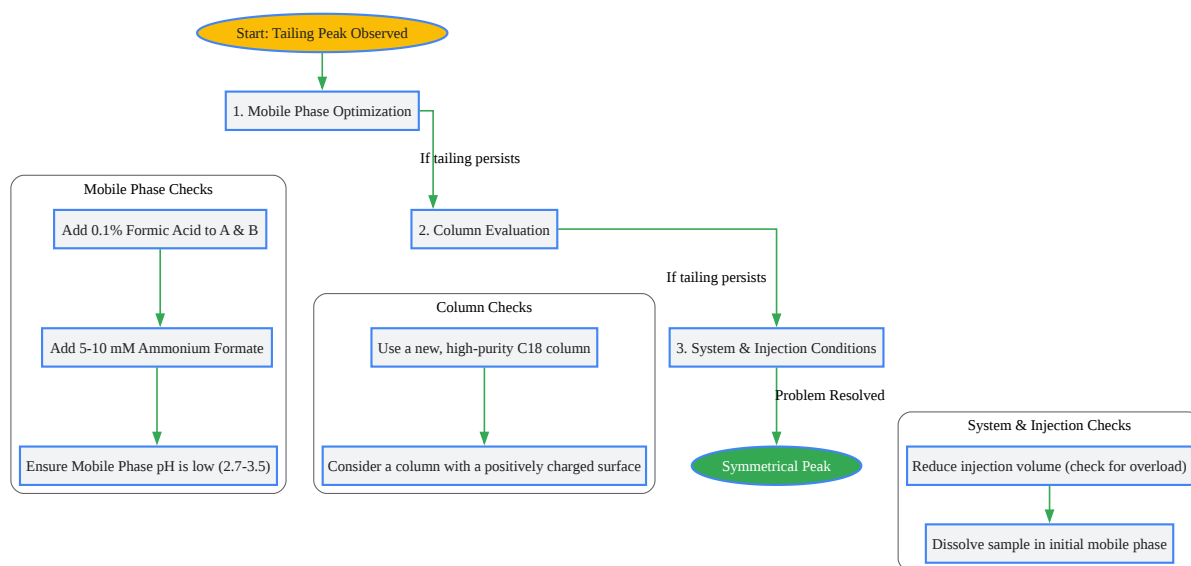 Start: Tailing Peak Observed
1. Mobile Phase Optimization
If tailing persists
Mobile Phase Checks
Add 0.1% Formic Acid to A & B
2. Column Evaluation
If tailing persists
Column Checks
Add 5-10 mM Ammonium Formate
Use a new, high-purity C18 column
3. System & Injection Conditions
Problem Resolved
System & Injection Checks
Ensure Mobile Phase pH is low (2.7-3.5)
Consider a column with a positively charged surface
Symmetrical Peak
Reduce injection volume (check for overload)
Dissolve sample in initial mobile phase